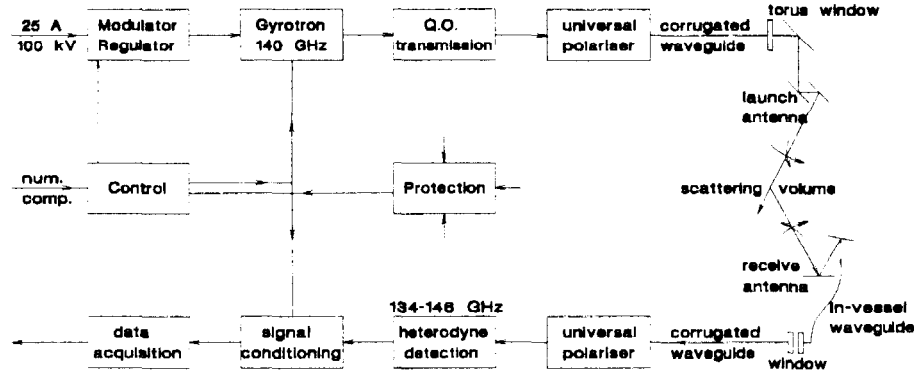 25 A
100 kV
Modulator
Regulator
Gyrotron
140 GHz
Q.O.
transmission
universal
polariser
corrugated
waveguide
torus window
launch
antenna
num.
comp.
Control
Protection
scattering volume
receive
antenna
in-vessel
waveguide
134-146 GHz
data
acquisition
signal
conditioning
heterodyne
detection
universal
polariser
corrugated
waveguide
window